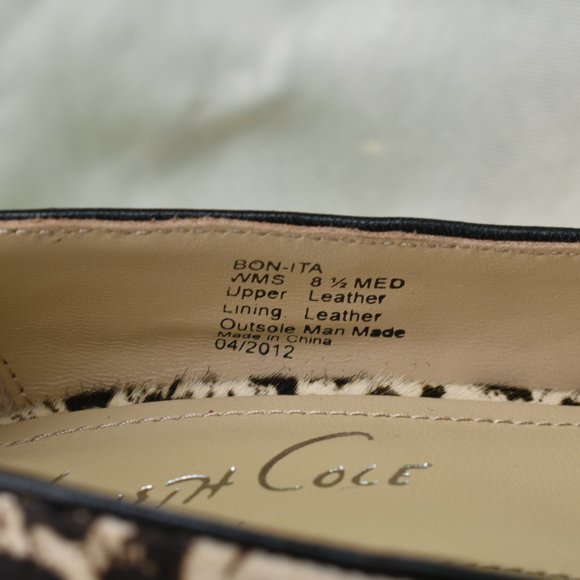 BON-ITA
WMS 8 ½ MED
Upper Leather
Lining Leather
Outsole Man Made
Made in China
04/2012
COLE